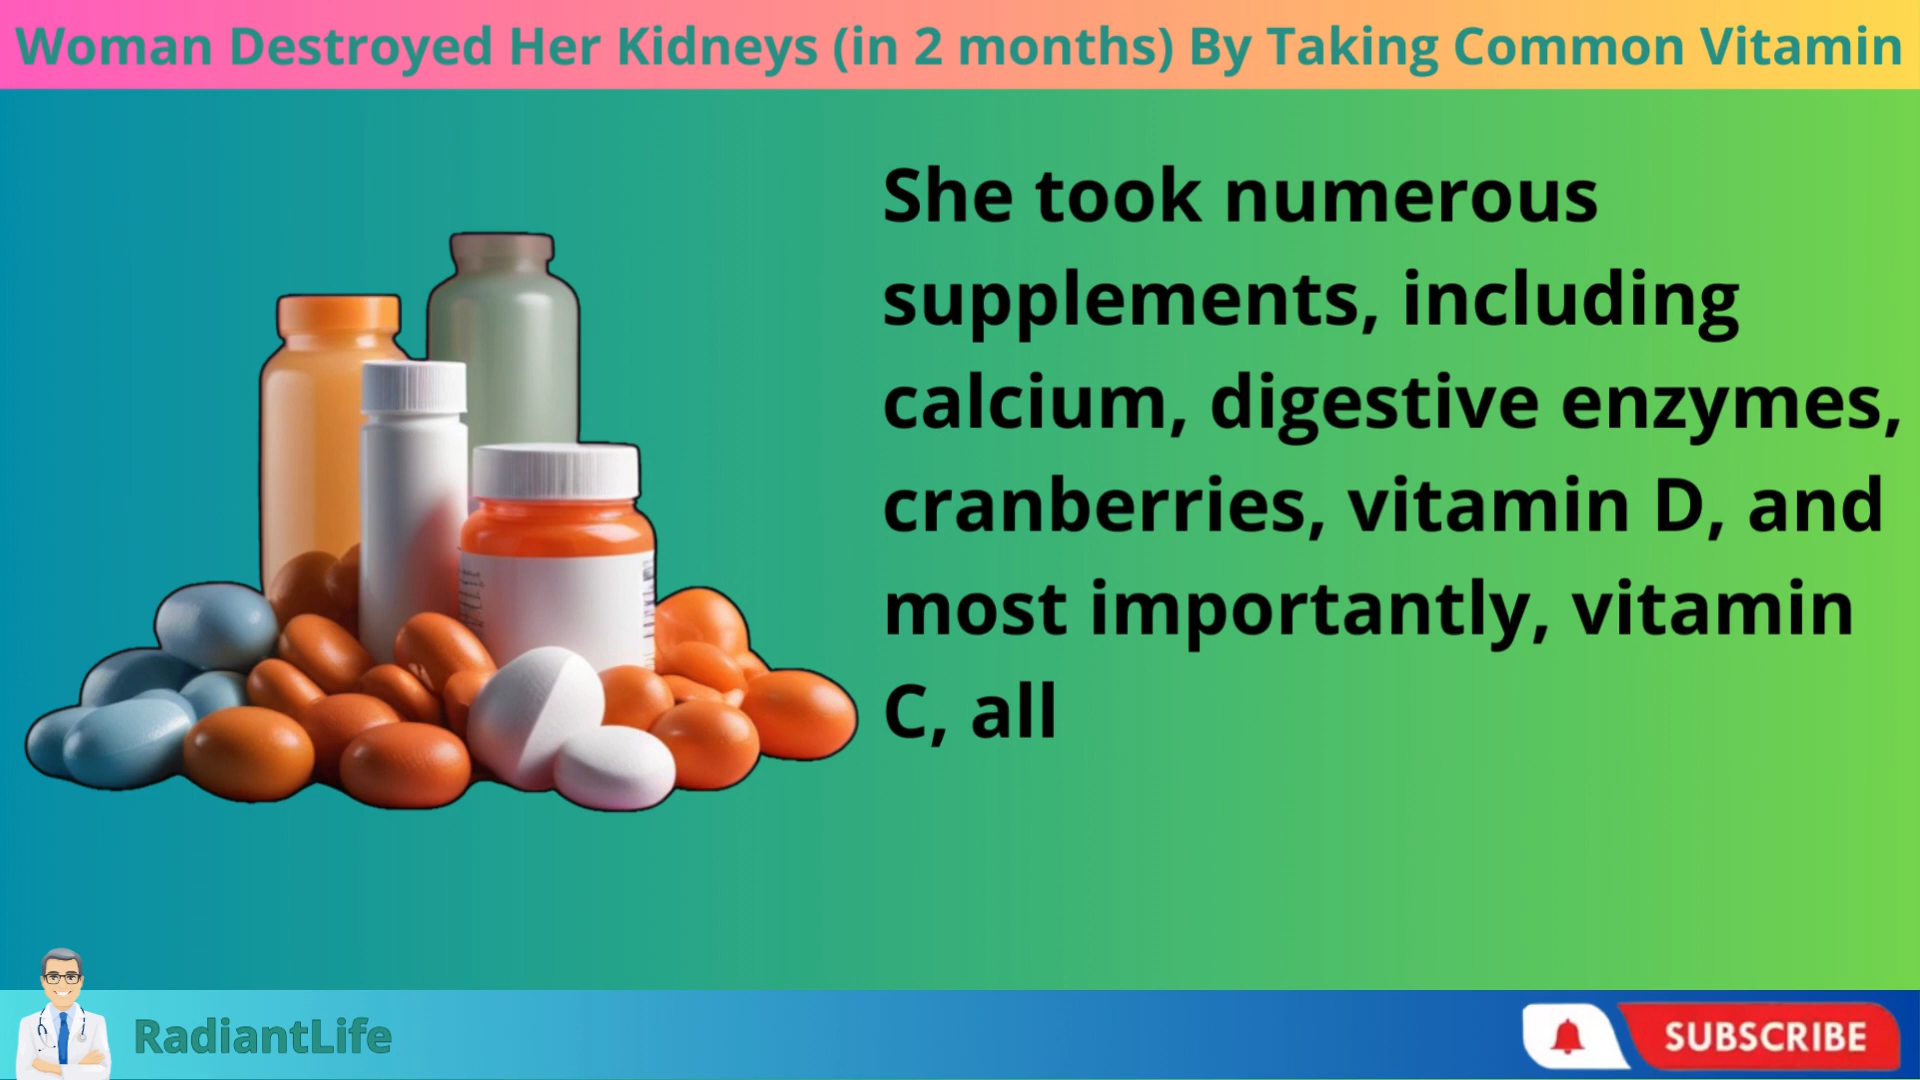 Woman Destroyed Her Kidneys (in 2 months) By Taking Common Vitamin
She took numerous
supplements, including
calcium, digestive enzymes,
cranberries, vitamin D, and
most importantly, vitamin
C, all
RadiantLife
SUBSCRIBE